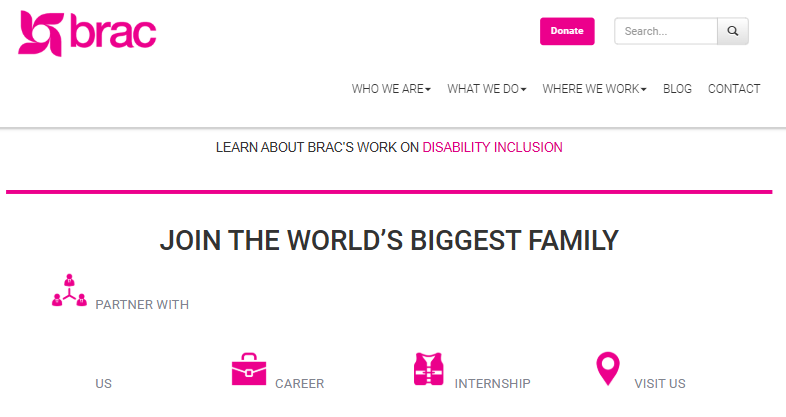 brac
Donate
Search...
WHO WE ARE WHAT WE DO WHERE WE WORK BLOG CONTACT
LEARN ABOUT BRAC'S WORK ON DISABILITY INCLUSION
JOIN THE WORLD’S BIGGEST FAMILY
PARTNER WITH
US
CAREER
INTERNSHIP
VISIT US